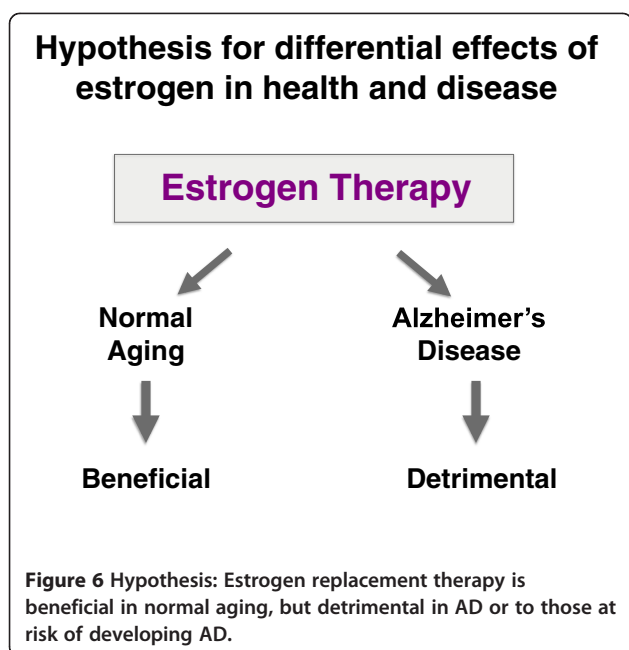 Hypothesis for differential effects of
estrogen in health and disease
Estrogen Therapy
Normal
Aging
Alzheimer's
Disease
Beneficial
Detrimental
Figure 6 Hypothesis: Estrogen replacement therapy is
beneficial in normal aging, but detrimental in AD or to those at
risk of developing AD.